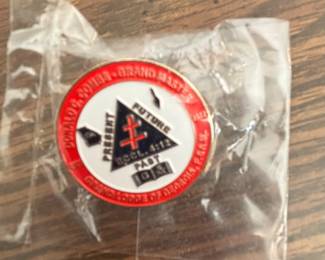 GRAND MASTER
PRESENT
FUTURE
ECCL. 4:12
PAST
GRAND LODGE OF GEORGIA, F.&A.M.